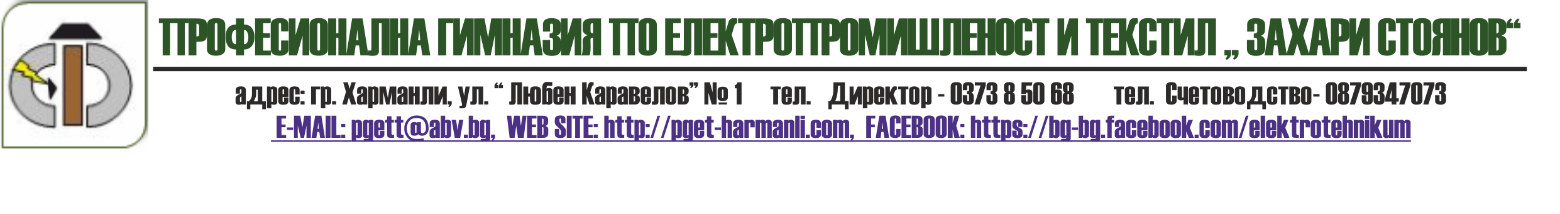 ПРОФЕСИОНАЛНА ГИМНАЗИЯ ПО ЕЛЕКТРОПРОМИШЛЕНОСТ И ТЕКСТИЛ „ ЗАХАРИ СТОЯНОВ“
адрес: гр. Харманли, ул. “ Любен Каравелов” № 1 тел. Директор - 0373 8 50 68 тел. Счетоводство- 0879347073
E-MAIL: pgett@abv.bg, WEB SITE: http://pget-harmanli.com, FACEBOOK: https://bg-bg.facebook.com/elektrotehnikum